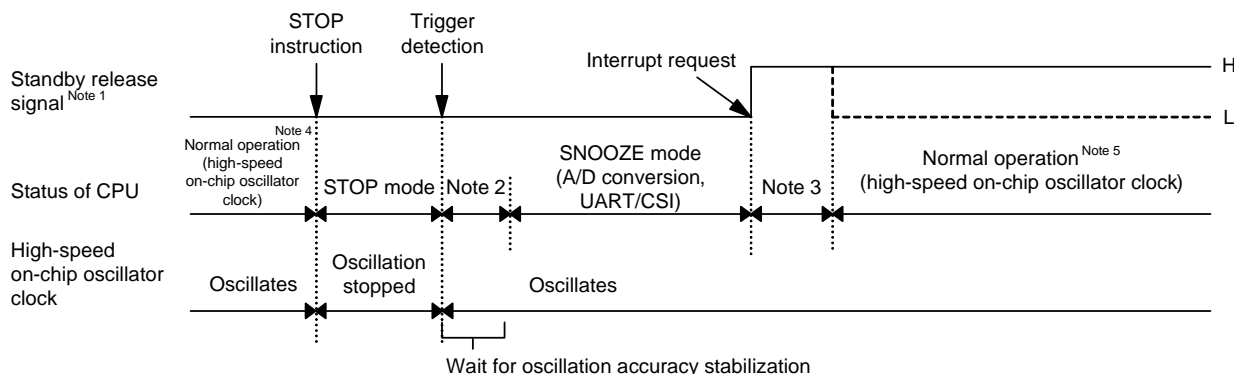 STOP
instruction
Trigger
detection
Interrupt request
Standby release
signal Note 1
H
L
Note 4
Normal operation
(high-speed
on-chip oscillator
clock)
Status of CPU
STOP mode
Note 2
SNOOZE mode
(A/D conversion,
UART/CSI)
Note 3
Normal operation Note 5
(high-speed on-chip oscillator clock)
High-speed
on-chip oscillator
clock
Oscillates
Oscillation
stopped
Oscillates
Wait for oscillation accuracy stabilization